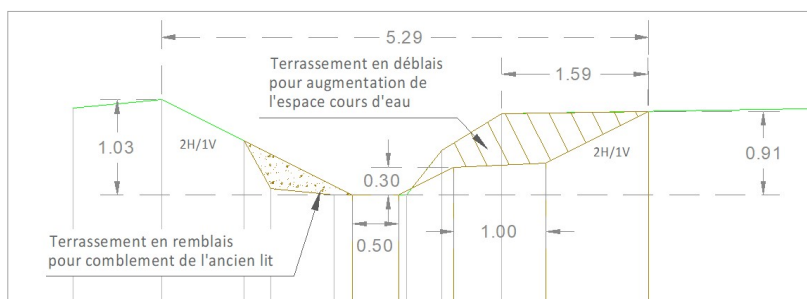 5.29
Terrassement en déblais
pour augmentation de
l'espace cours d'eau
1.59
1.03
2H/1V
2H/1V
0.91
0.30
0.50
1.00
Terrassement en remblais
pour comblement de l'ancien lit